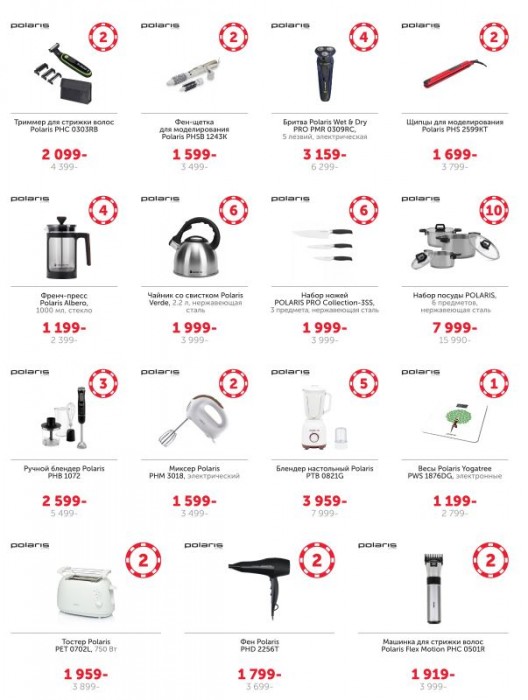 polaris
2
Триммер для стрижки волос
Polaris PHC 0303RB
2 099-
4 399-
polaris
2
Фен-щетка
для моделирования
Polaris PHSB 1243K
1 599-
3 499-
polaris
4
Бритва Polaris Wet & Dry
PRO PMR 0309RC,
5 лезвий, электрическая
3 159-
6 299-
polaris
2
Щипцы для моделирования
Polaris PHS 2599KT
1 699-
3 799-
polaris
4
Френч-пресс
Polaris Albero,
1000 мл, стекло
1 199-
2 399-
polaris
6
Чайник со свистком Polaris
Verde, 2.2 л, нержавеющая
сталь
1 999-
3 999-
polaris
6
Набор ножей
POLARIS PRO Collection-3SS,
3 предмета, нержавеющая сталь
1 999-
3 999-
polaris
10
Набор посуды POLARIS,
6 предметов,
нержавеющая сталь
7 999-
15 990-
polaris
3
Ручной блендер Polaris
PHB 1072
2 599-
5 499-
polaris
2
Миксер Polaris
PHM 3018, электрический
1 599-
3 499-
polaris
5
Блендер настольный Polaris
PTB 0821G
3 959-
7 999-
polaris
1
Весы Polaris Yogatree
PWS 1876DG, электронные
1 199-
2 799-
polaris
2
Тостер Polaris
PET 0702L, 750 Вт
1 959-
3 899-
polaris
2
Фен Polaris
PHD 2256T
1 799-
3 699-
polaris
2
Машинка для стрижки волос
Polaris Flex Motion PHC 0501R
1 919-
3 999-